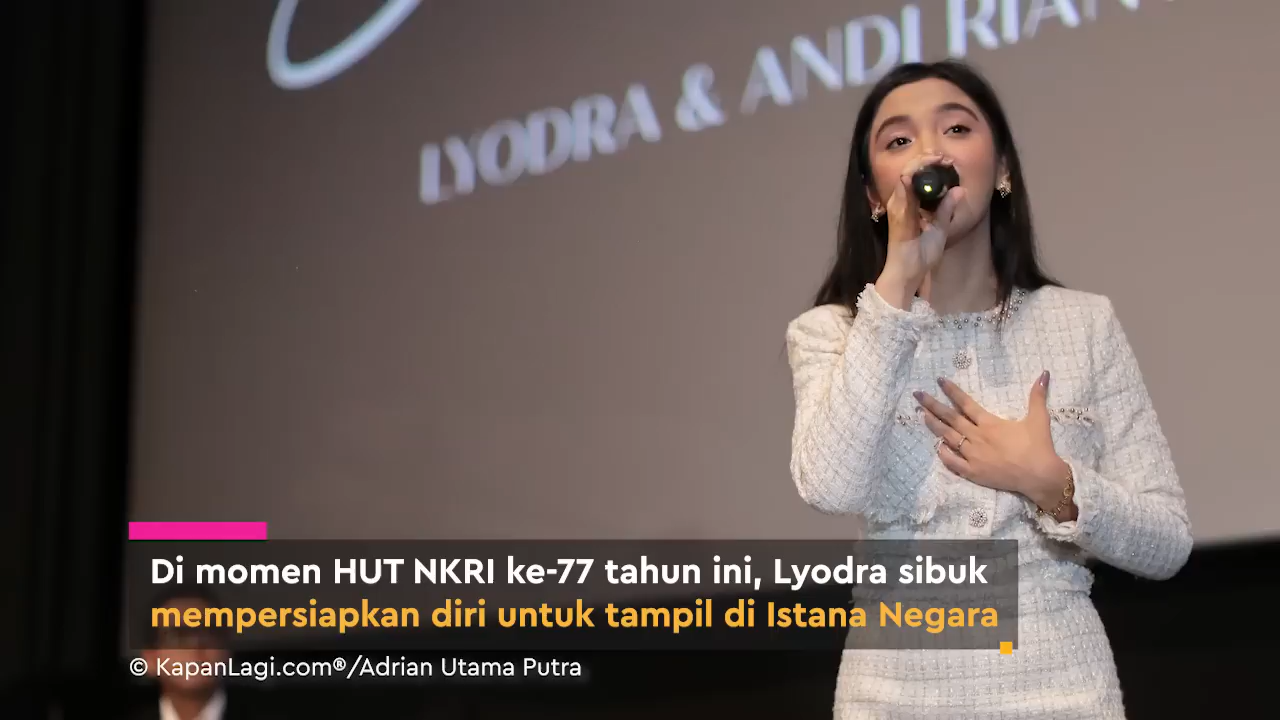 LYODRA & ANDI RIAN
Di momen HUT NKRI ke-77 tahun ini, Lyodra sibuk
mempersiapkan diri untuk tampil di Istana Negara
© KapanLagi.com®/Adrian Utama Putra